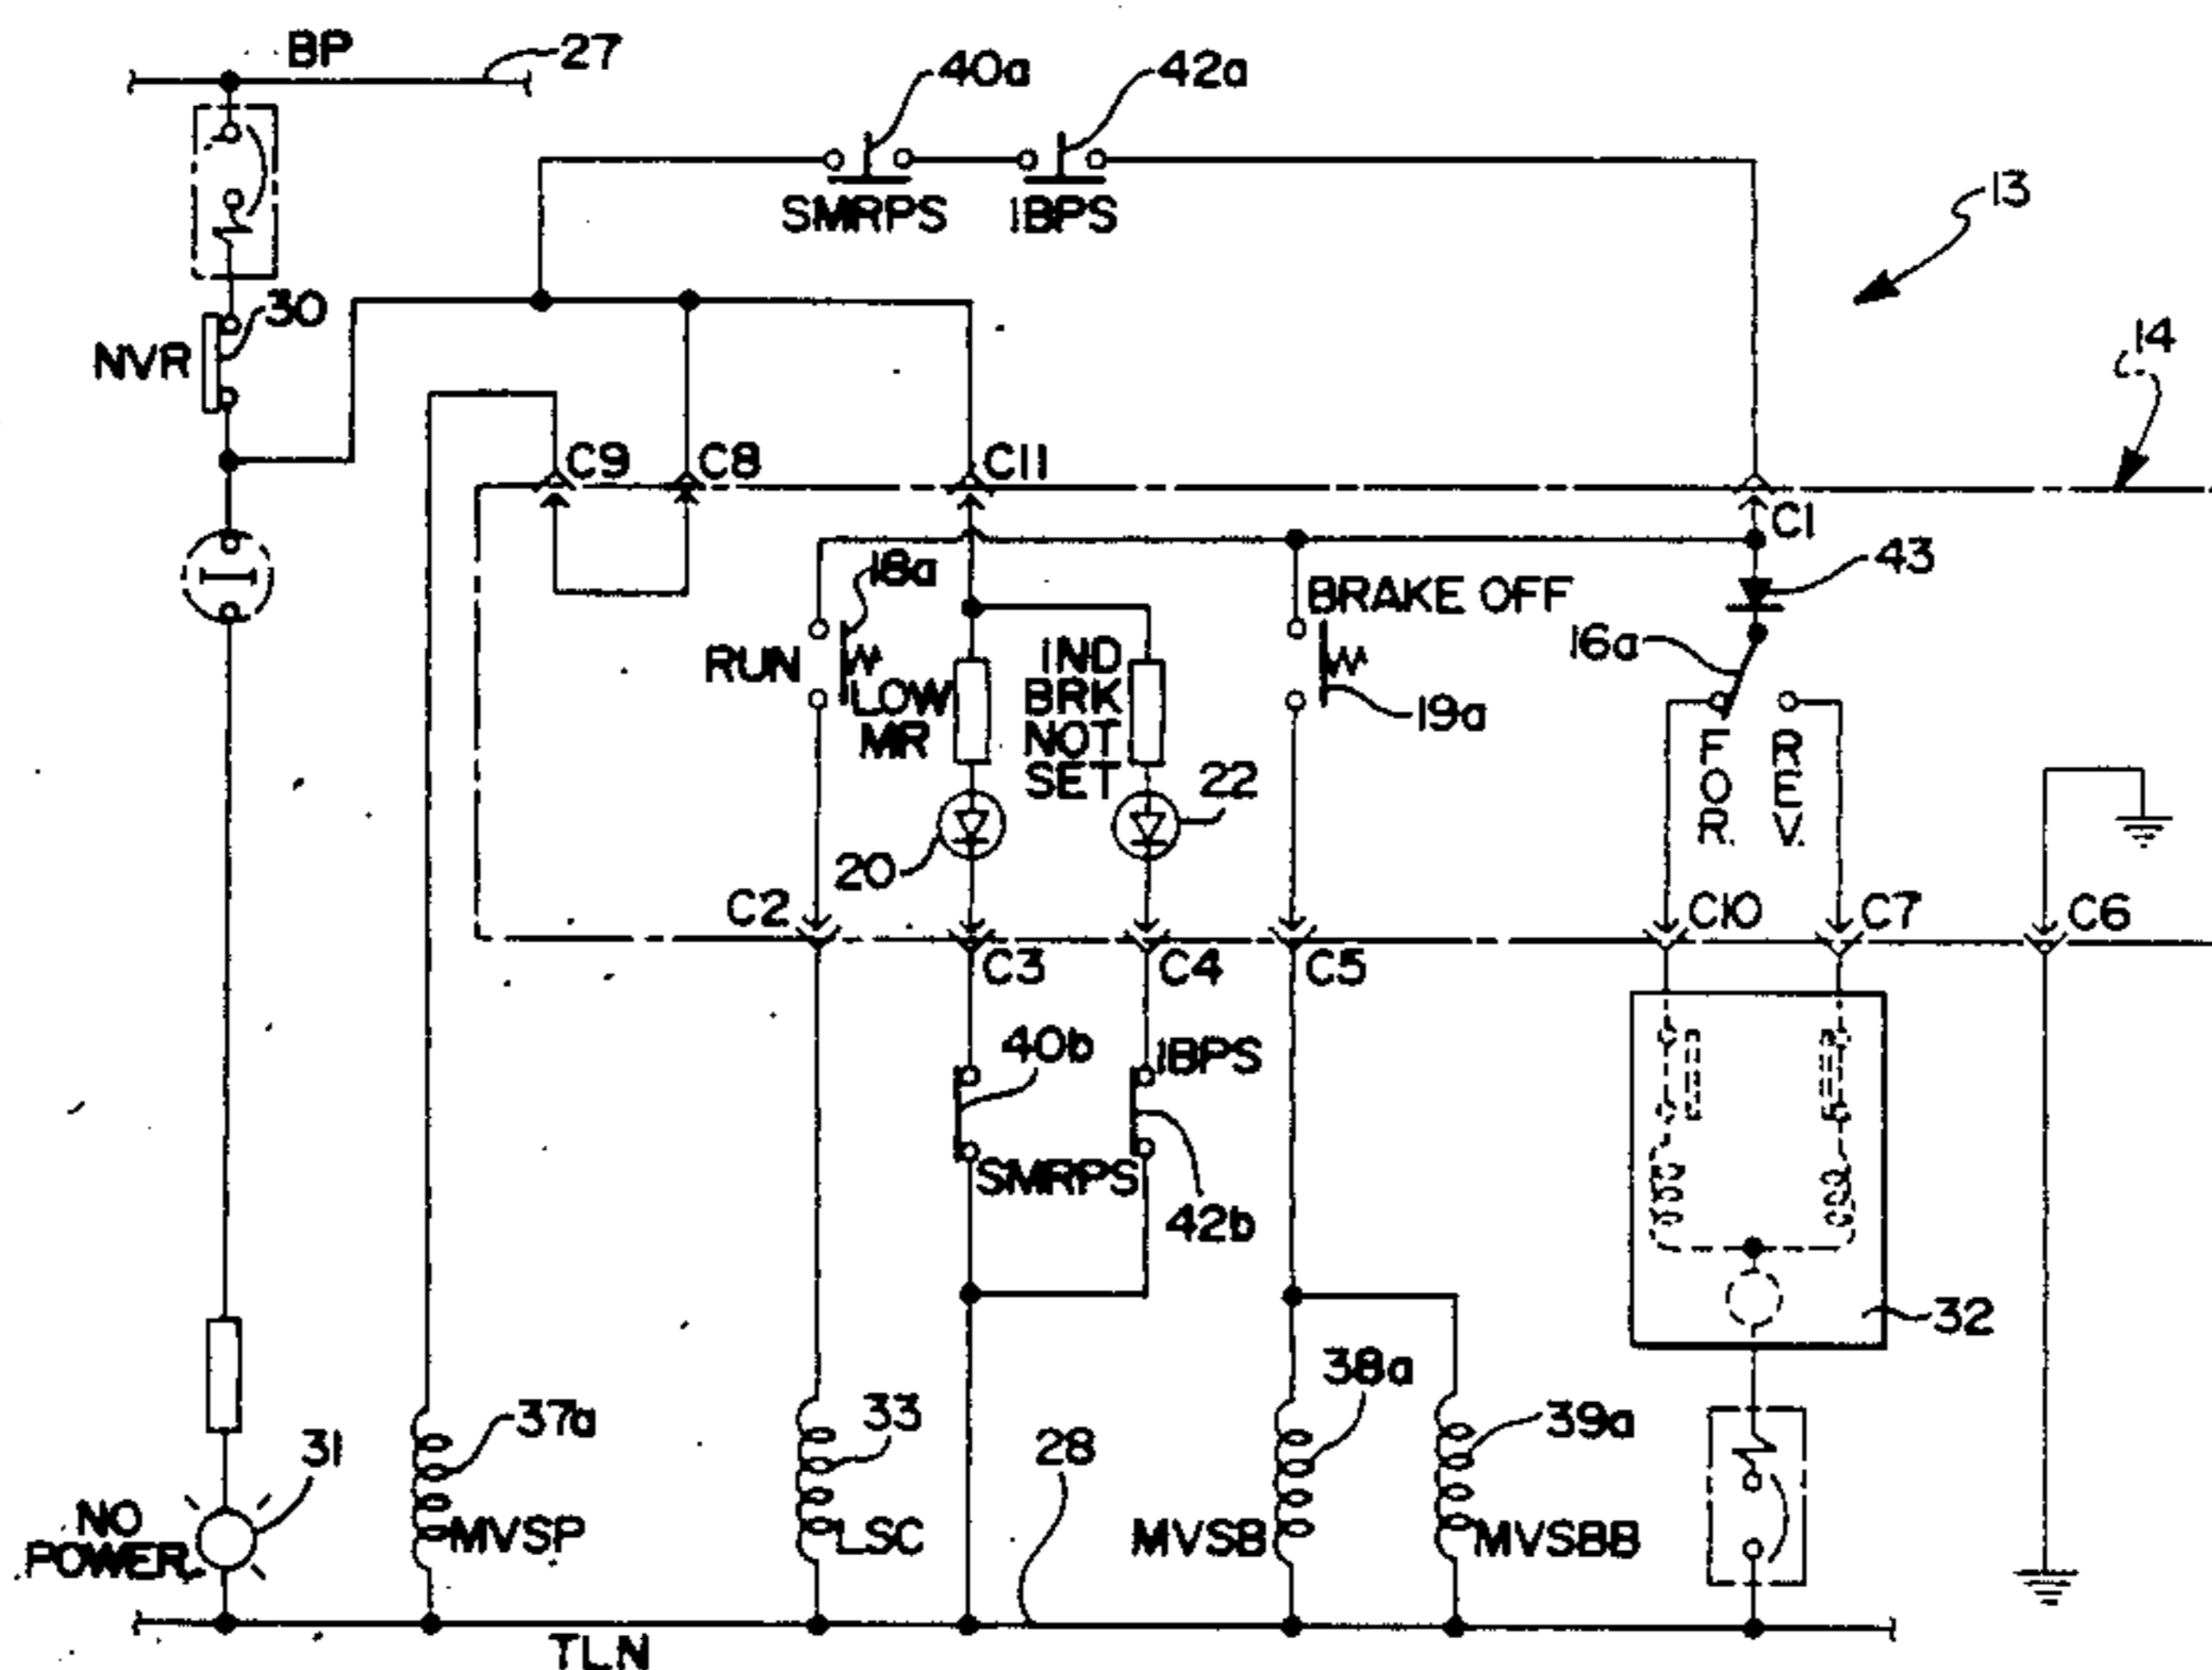 BP
27
40a
42a
SMRPS
IBPS
13
14
30
NVR
C9
C8
C11
C1
18a
BRAKE OFF
43
16a
RUN
LOW
MR
IND
BRK
NOT
SET
19a
FOR.
REV.
20
22
C2
C3
C4
C5
C10
C7
C6
40b
IBPS
SMRPS
42b
32
37a
33
28
38a
39a
31
NO
POWER
MVSP
LSC
MVSB
MVSBB
TLN